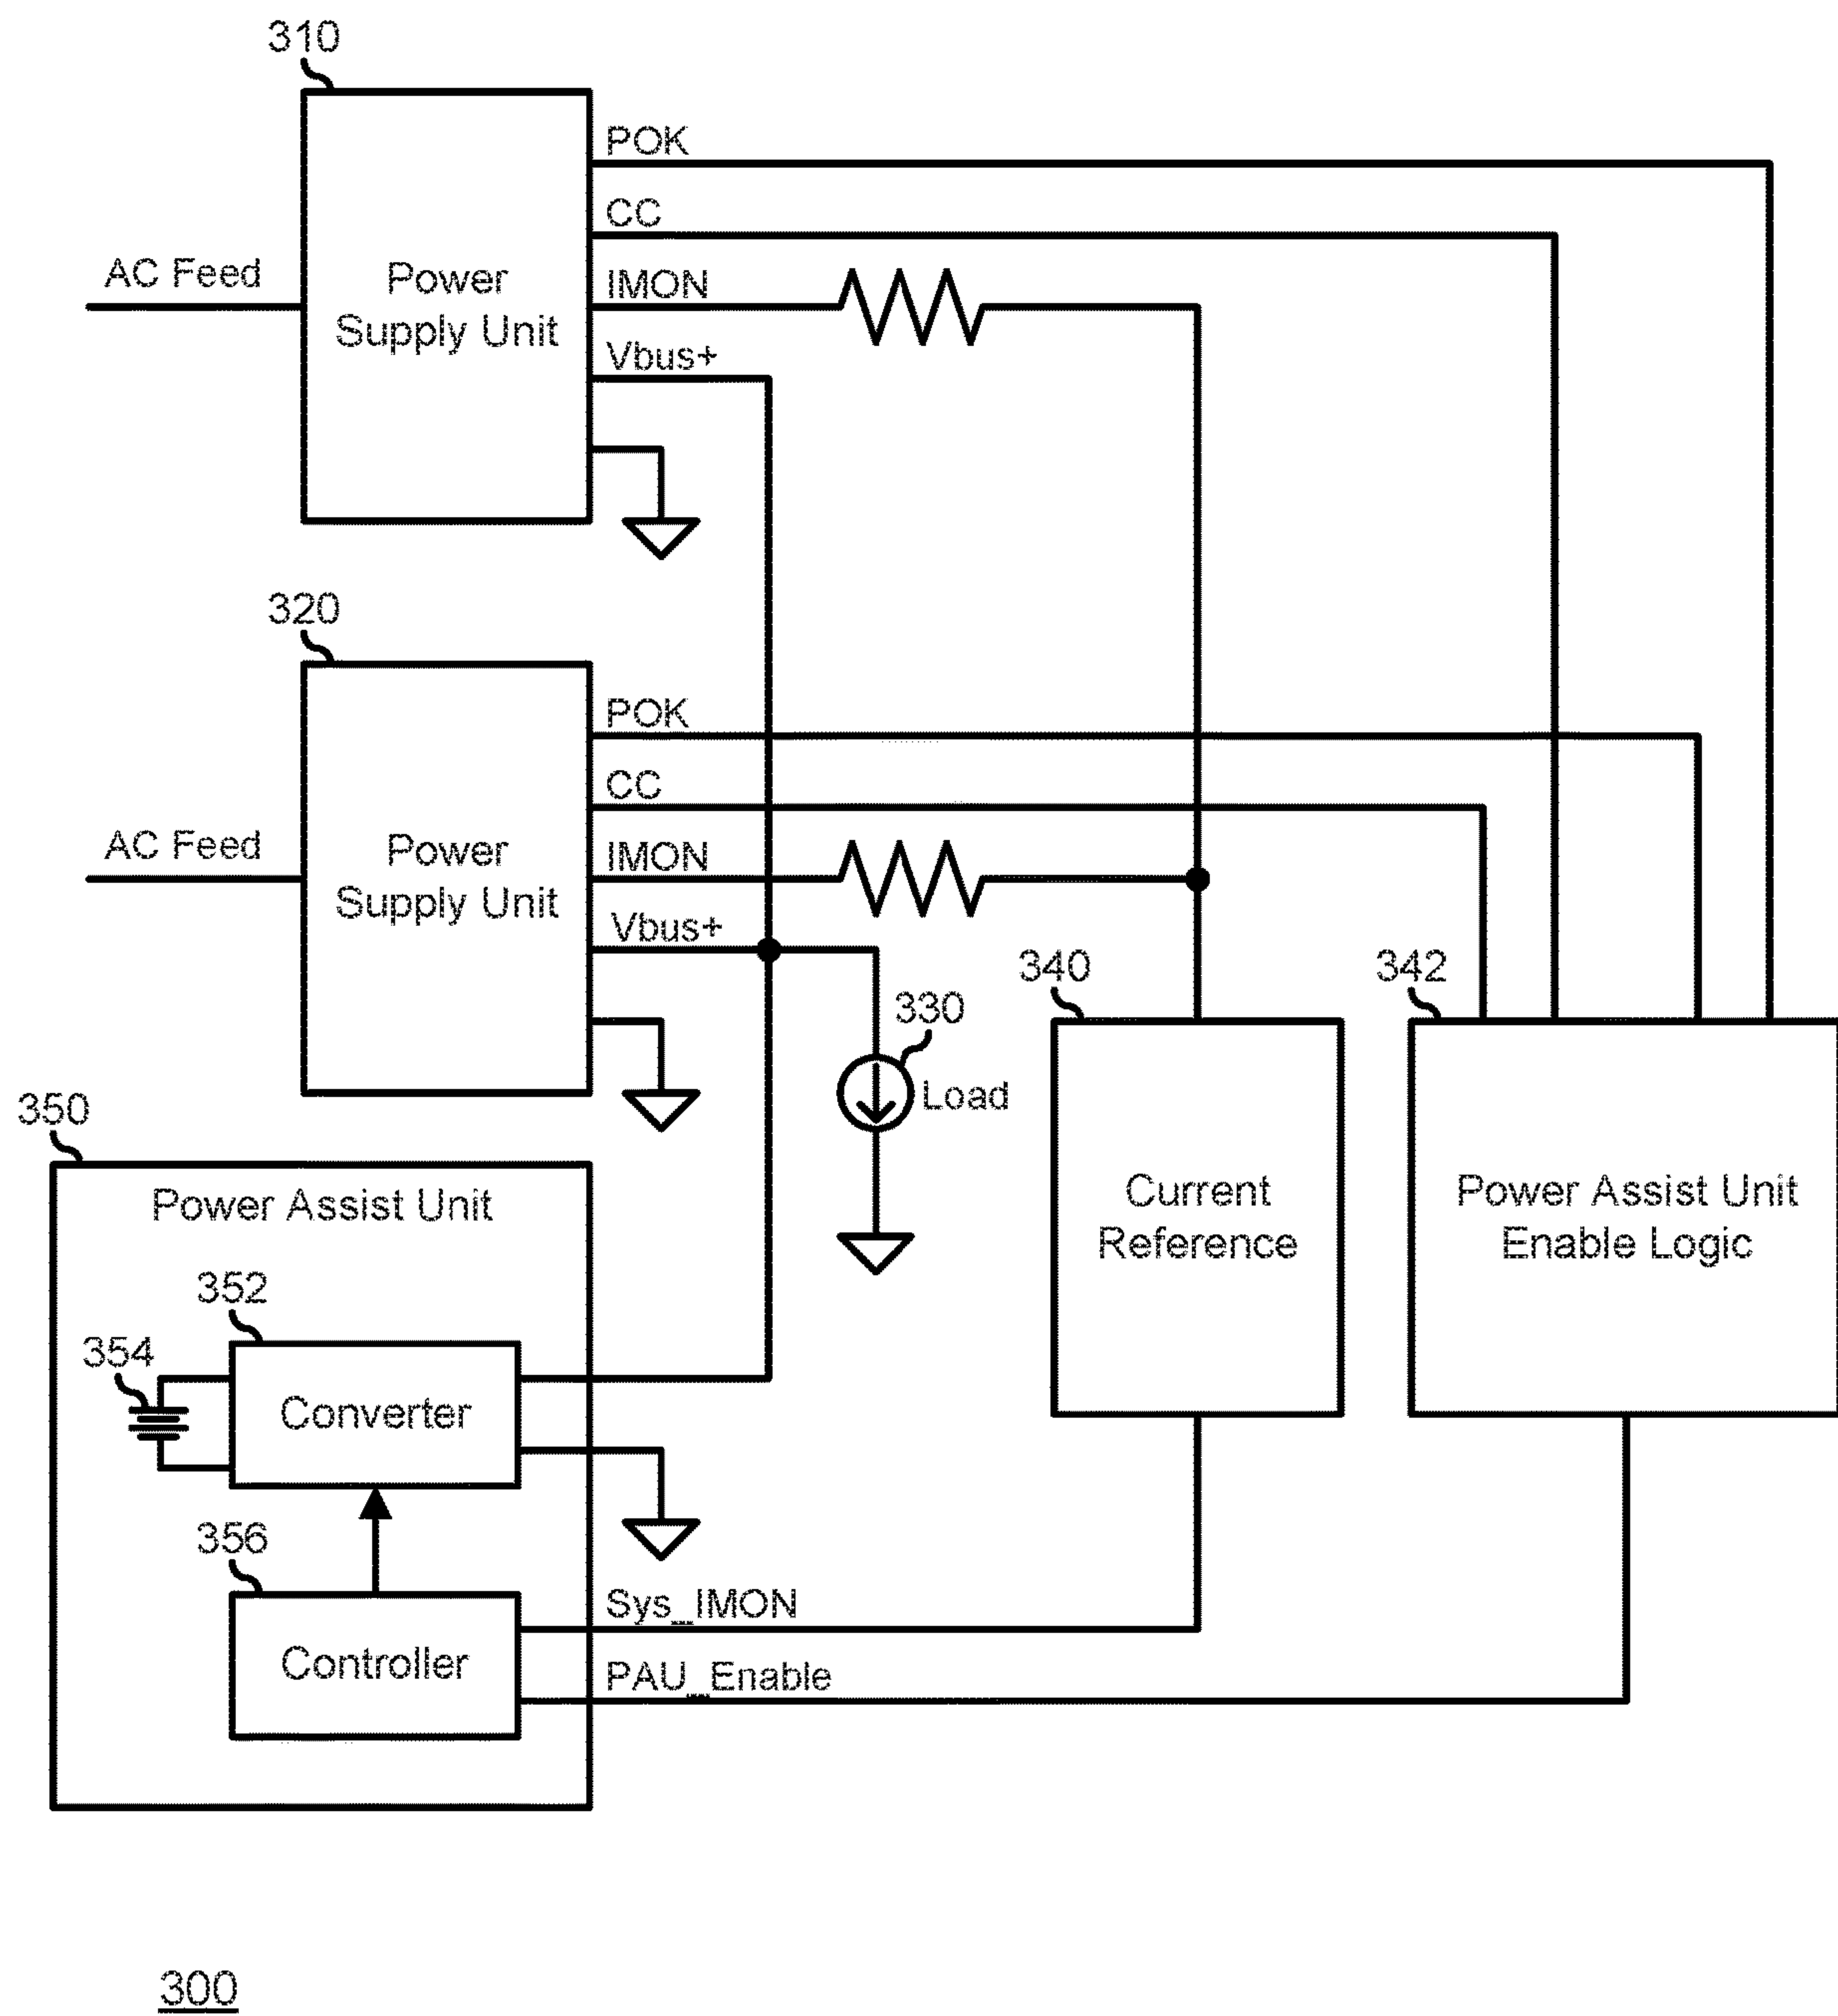 310
POK
CC
AC Feed
Power
Supply Unit
IMON
Vbus+
320
POK
CC
AC Feed
Power
Supply Unit
IMON
Vbus+
330
Load
340
Current
Reference
342
Power Assist Unit
Enable Logic
350
Power Assist Unit
352
354
Converter
356
Controller
Sys_IMON
PAU_Enable
300